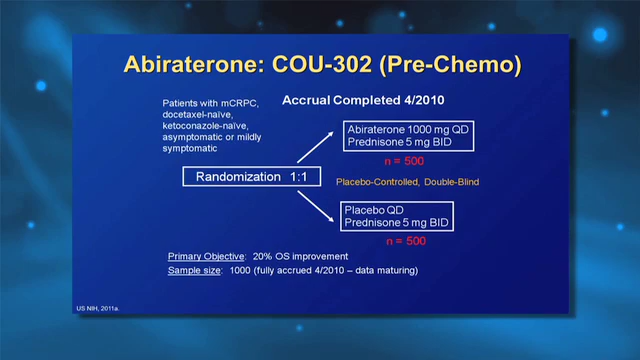 Abiraterone: COU-302 (Pre-Chemo)
Patients with mCRPC,
docetaxel-naïve,
ketoconazole-naïve,
asymptomatic or mildly
symptomatic
Accrual Completed 4/2010
Abiraterone 1000 mg QD
Prednisone 5 mg BID
n = 500
Randomization 1:1
Placebo-Controlled, Double-Blind
Placebo QD
Prednisone 5 mg BID
n = 500
Primary Objective: 20% OS improvement
Sample size: 1000 (fully accrued 4/2010 – data maturing)
US NIH, 2011a.